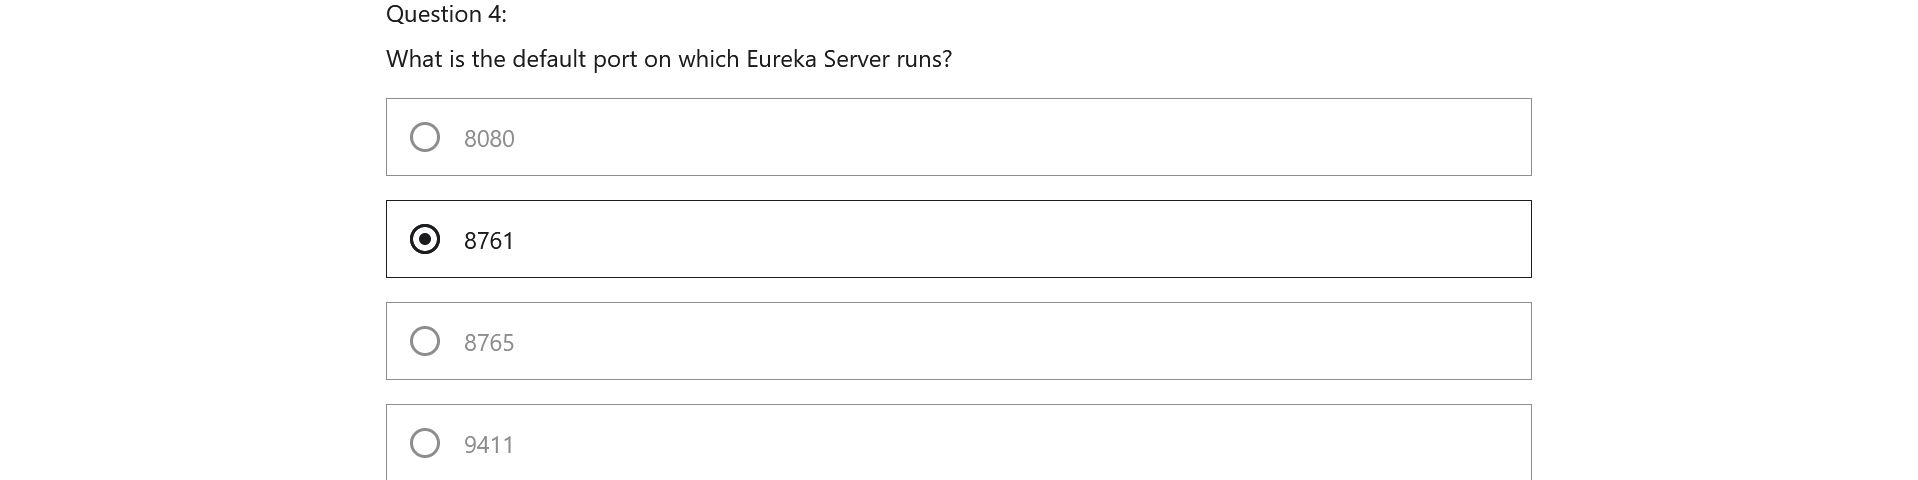 Question 4:
What is the default port on which Eureka Server runs?
8080
8761
8765
9411